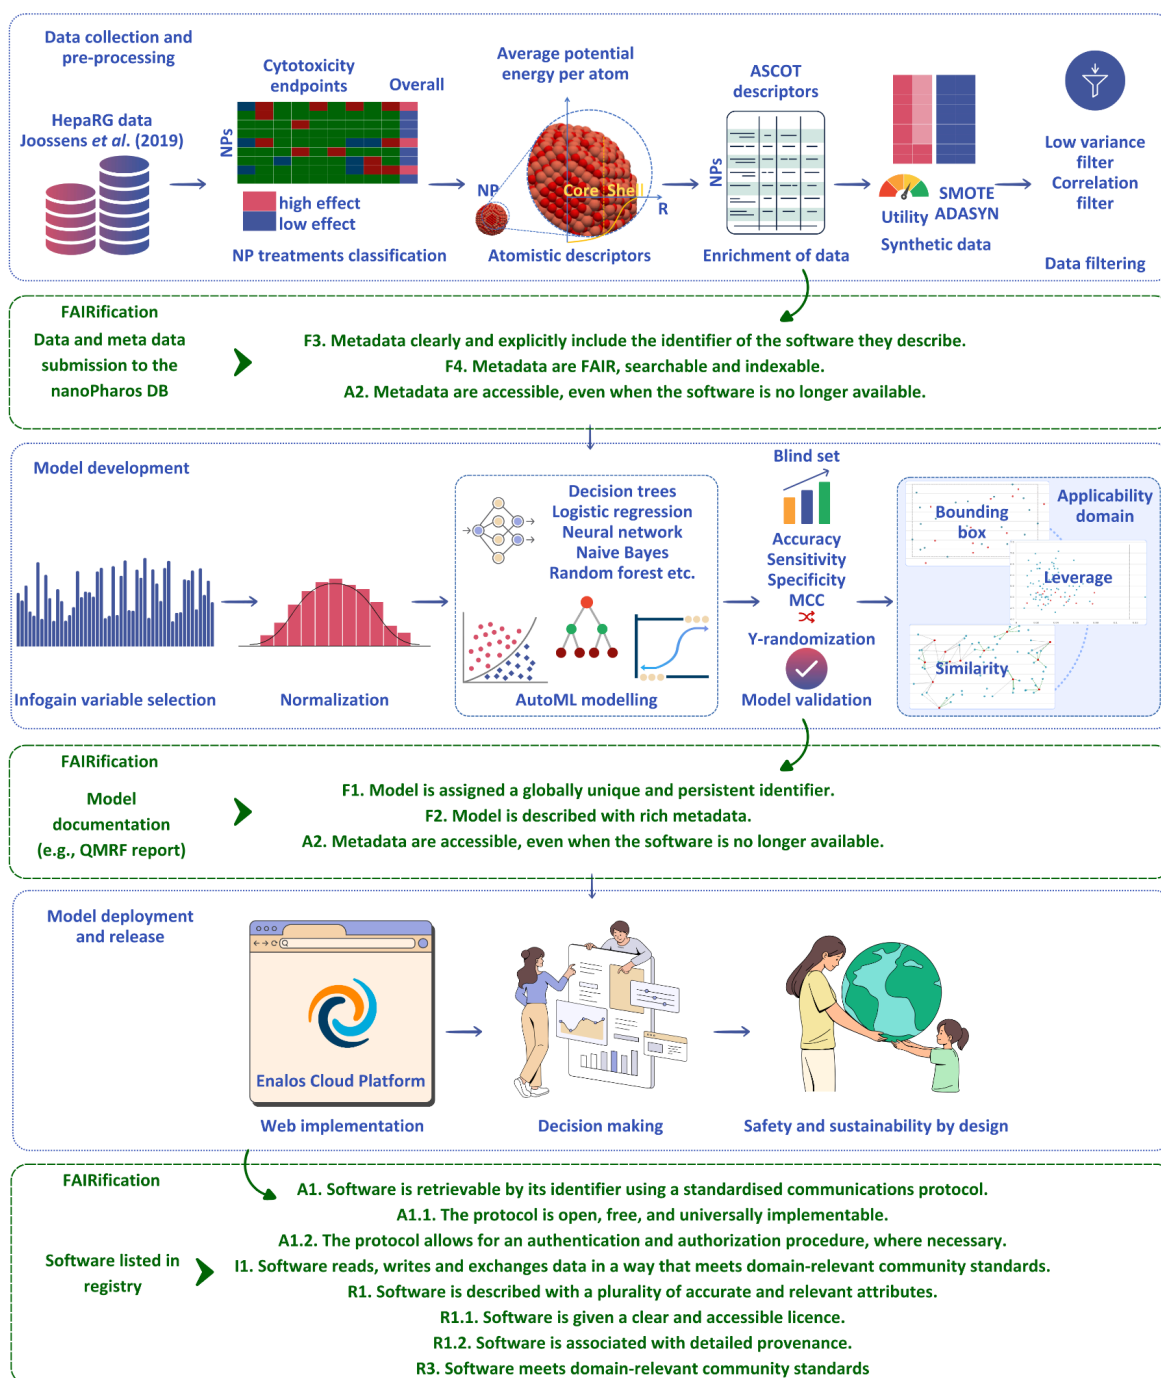 Data collection and
pre-processing
HepaRG data
Joossens et al. (2019)
Cytotoxicity
endpoints
Overall
NPs
high effect
low effect
NP treatments classification
Average potential
energy per atom
NP
Core
Shell
R
Atomistic descriptors
ASCOT
descriptors
NPs
Enrichment of data
Utility
SMOTE
ADASYN
Synthetic data
Low variance
filter
Correlation
filter
Data filtering
FAIRification
Data and meta data
submission to the
nanoPharos DB
F3. Metadata clearly and explicitly include the identifier of the software they describe.
F4. Metadata are FAIR, searchable and indexable.
A2. Metadata are accessible, even when the software is no longer available.
Model development
Infogain variable selection
Normalization
Decision trees
Logistic regression
Neural network
Naive Bayes
Random forest etc.
AutoML modelling
Blind set
Accuracy
Sensitivity
Specificity
MCC
Y-randomization
Model validation
Applicability
domain
Bounding
box
Leverage
Similarity
FAIRification
Model
documentation
(e.g., QMRF report)
F1. Model is assigned a globally unique and persistent identifier.
F2. Model is described with rich metadata.
A2. Metadata are accessible, even when the software is no longer available.
Model deployment
and release
Enalos Cloud Platform
Web implementation
Decision making
Safety and sustainability by design
FAIRification
Software listed in
registry
A1. Software is retrievable by its identifier using a standardised communications protocol.
A1.1. The protocol is open, free, and universally implementable.
A1.2. The protocol allows for an authentication and authorization procedure, where necessary.
I1. Software reads, writes and exchanges data in a way that meets domain-relevant community standards.
R1. Software is described with a plurality of accurate and relevant attributes.
R1.1. Software is given a clear and accessible licence.
R1.2. Software is associated with detailed provenance.
R3. Software meets domain-relevant community standards